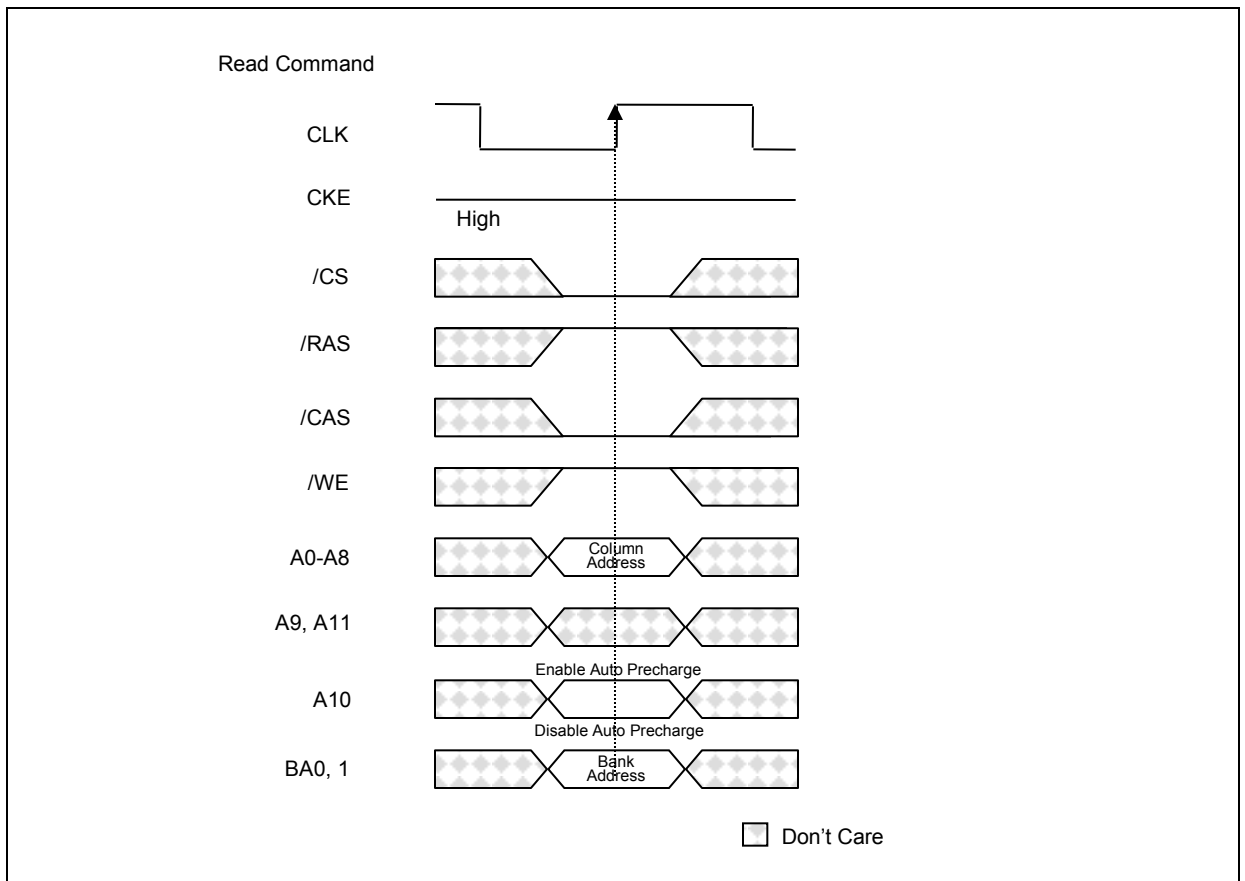 Read Command
CLK
CKE
High
/CS
/RAS
/CAS
/WE
A0-A8
Column
Address
A9, A11
Enable Auto Precharge
A10
Disable Auto Precharge
BA0, 1
Bank
Address
Don't Care